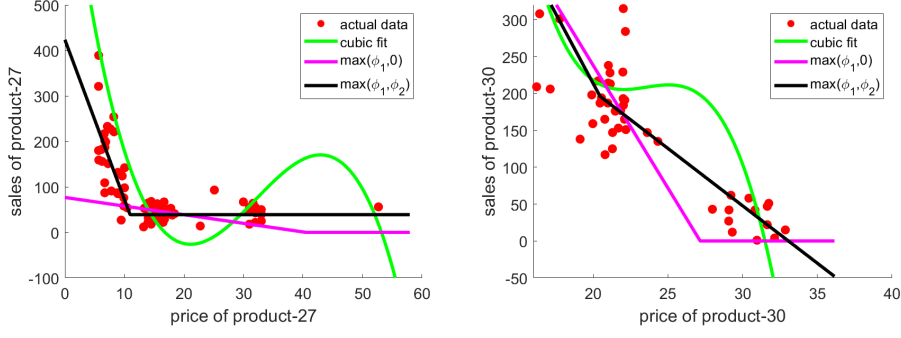 500
400
300
200
100
0
-100
0
10
20
30
40
50
60
sales of product-27
price of product-27
actual data
cubic fit
max(ϕ₁,0)
max(ϕ₁,ϕ₂)
300
250
200
150
100
50
0
-50
20
25
30
35
40
sales of product-30
price of product-30
actual data
cubic fit
max(ϕ₁,0)
max(ϕ₁,ϕ₂)